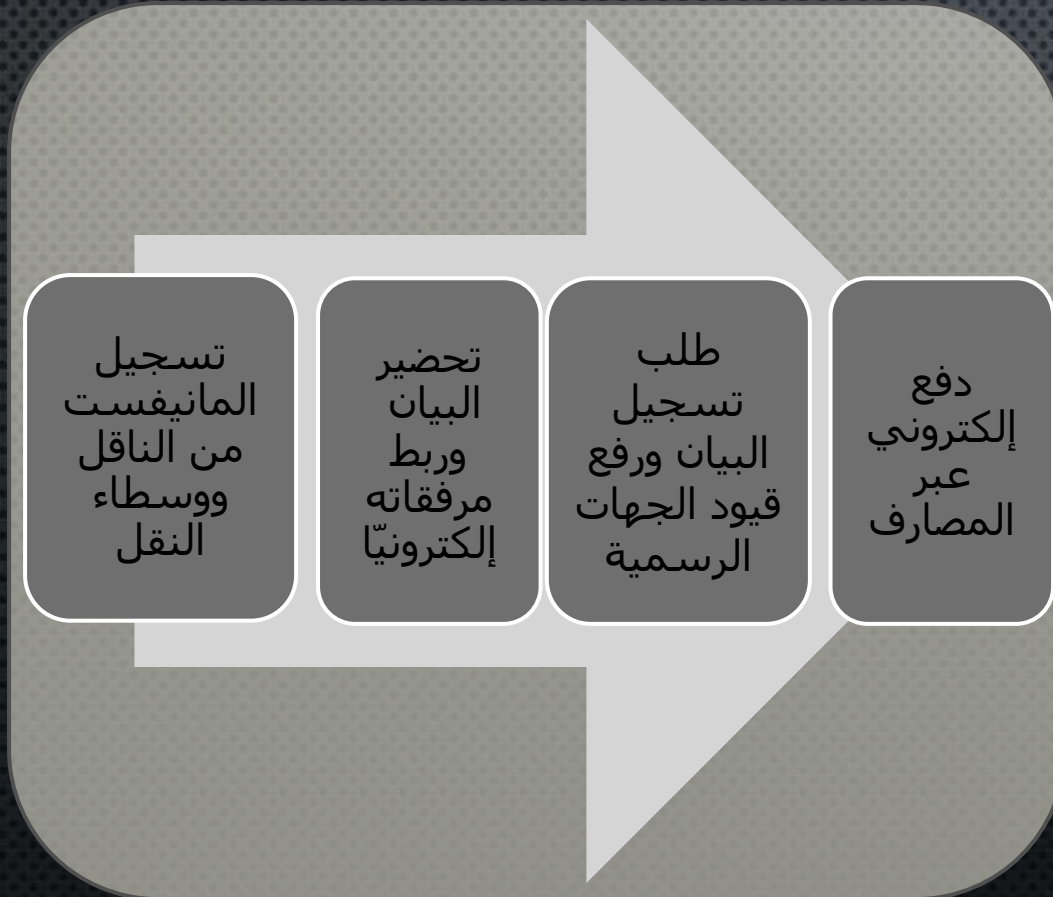 تسجيل
المانيفست
من الناقل
ووسطاء
النقل
تحضير
البيان
وربط
مرفقاته
إلكترونيّا
طلب
تسجيل
البيان ورفع
قيود الجهات
الرسمية
دفع
إلكتروني
عبر
المصارف